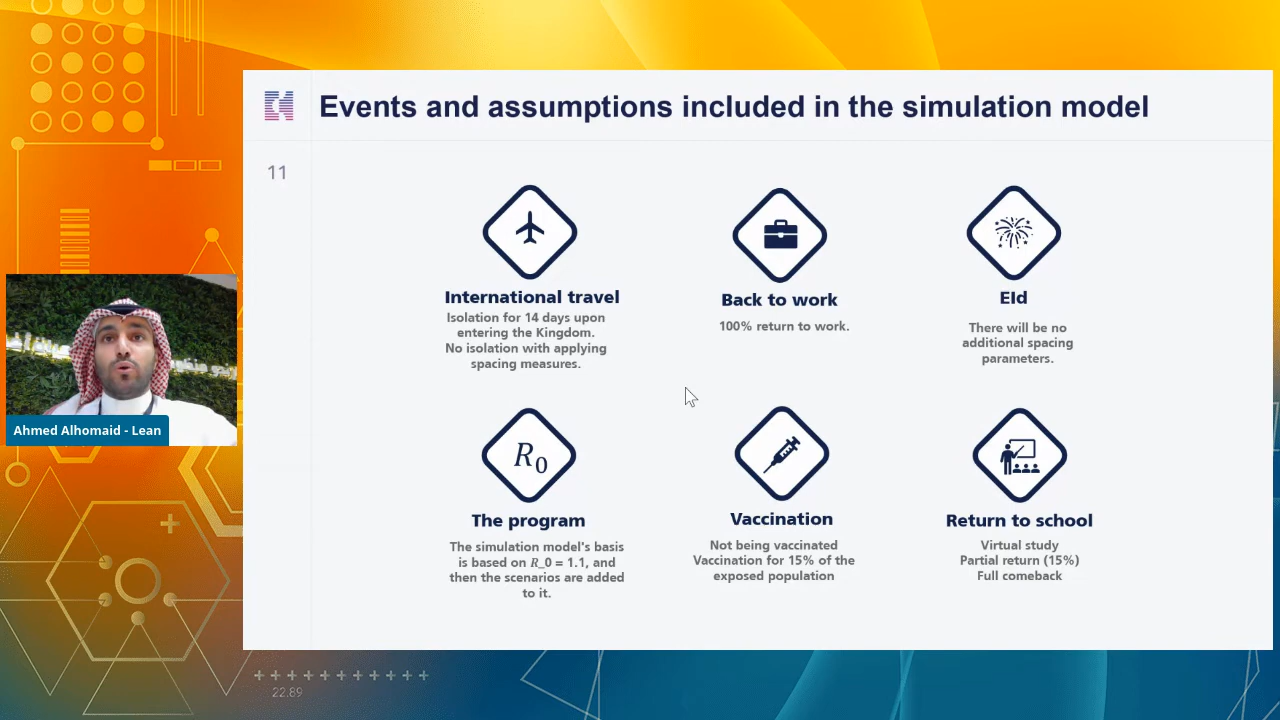 Events and assumptions included in the simulation model
11
International travel
Isolation for 14 days upon
entering the Kingdom.
No isolation with applying
spacing measures.
Back to work
100% return to work.
EId
There will be no
additional spacing
parameters.
R0
The program
The simulation model's basis
is based on R_0 = 1.1, and
then the scenarios are added
to it.
Vaccination
Not being vaccinated
Vaccination for 15% of the
exposed population
Return to school
Virtual study
Partial return (15%)
Full comeback
Ahmed Alhomaid - Lean
22.89